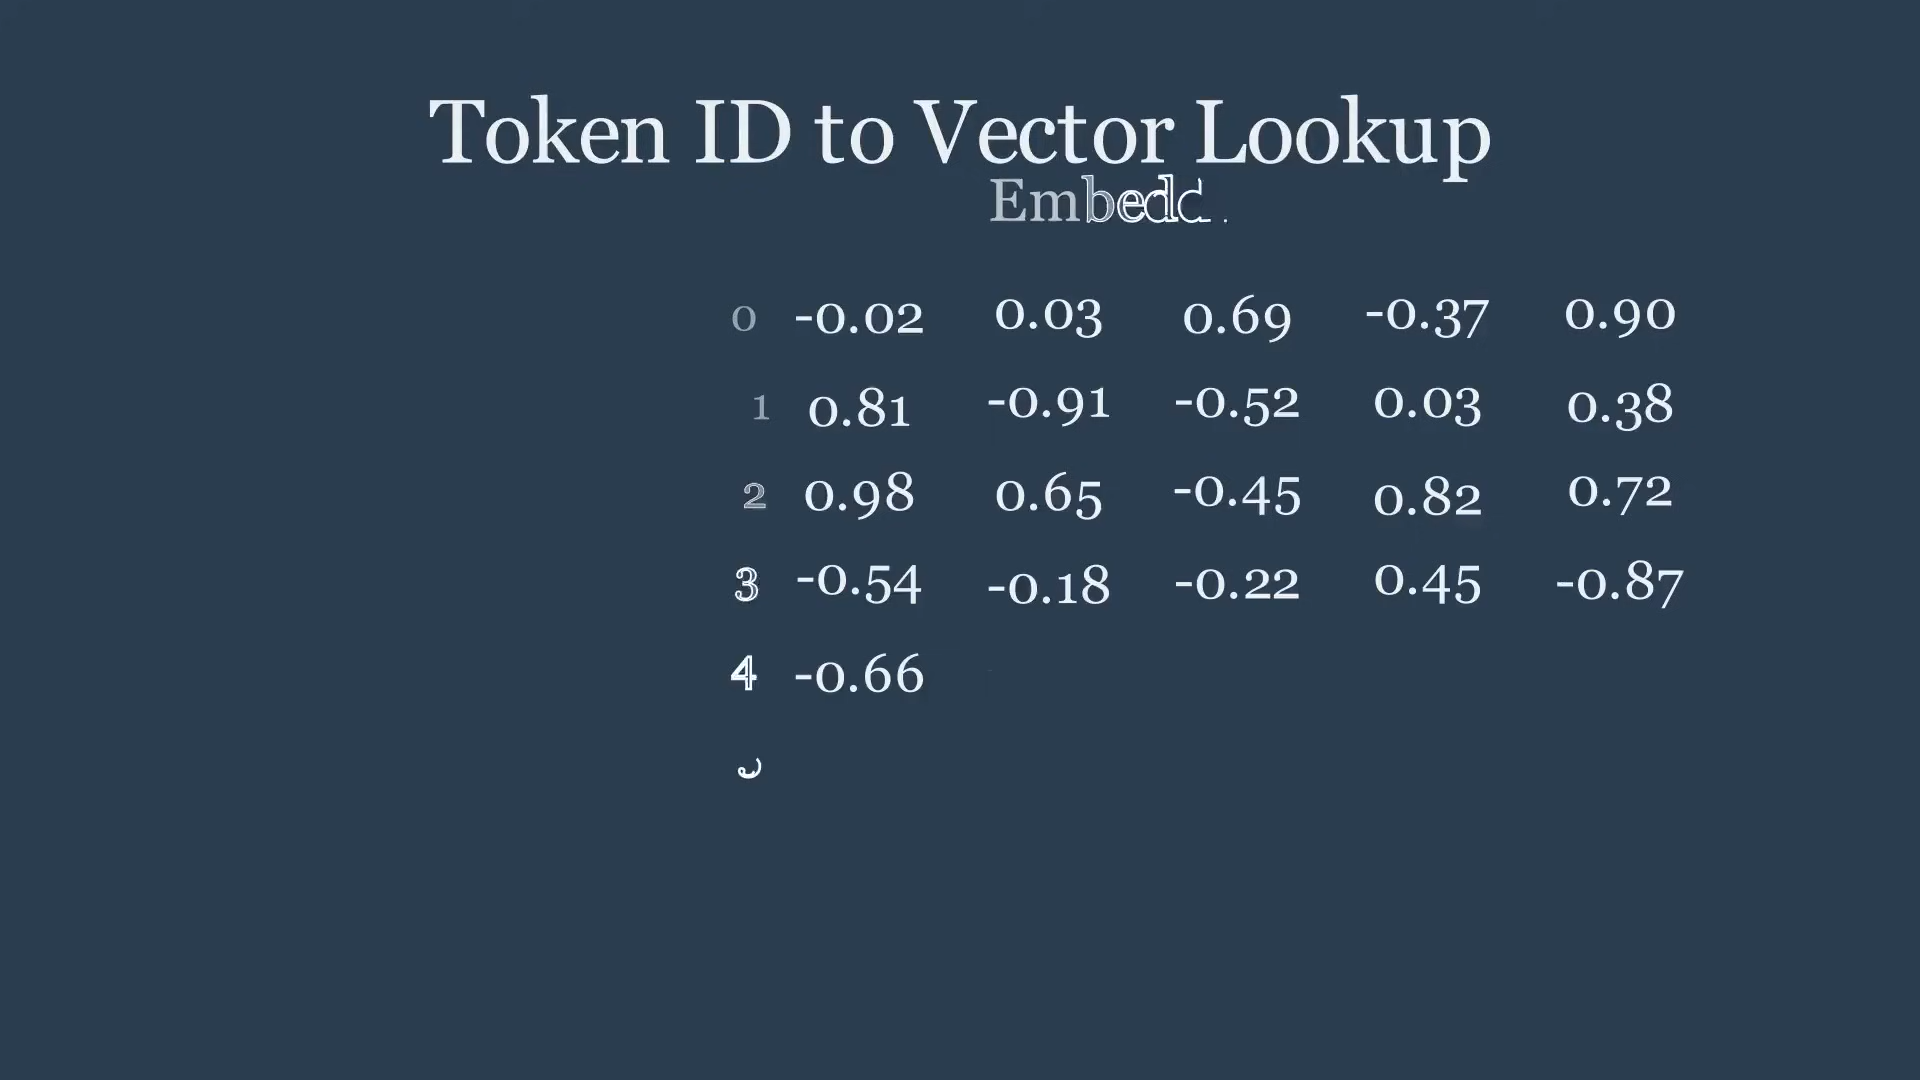 Token ID to Vector Lookup
0 -0.02 0.03 0.69 -0.37 0.90
1 0.81 -0.91 -0.52 0.03 0.38
2 0.98 0.65 -0.45 0.82 0.72
3 -0.54 -0.18 -0.22 0.45 -0.87
4 -0.66